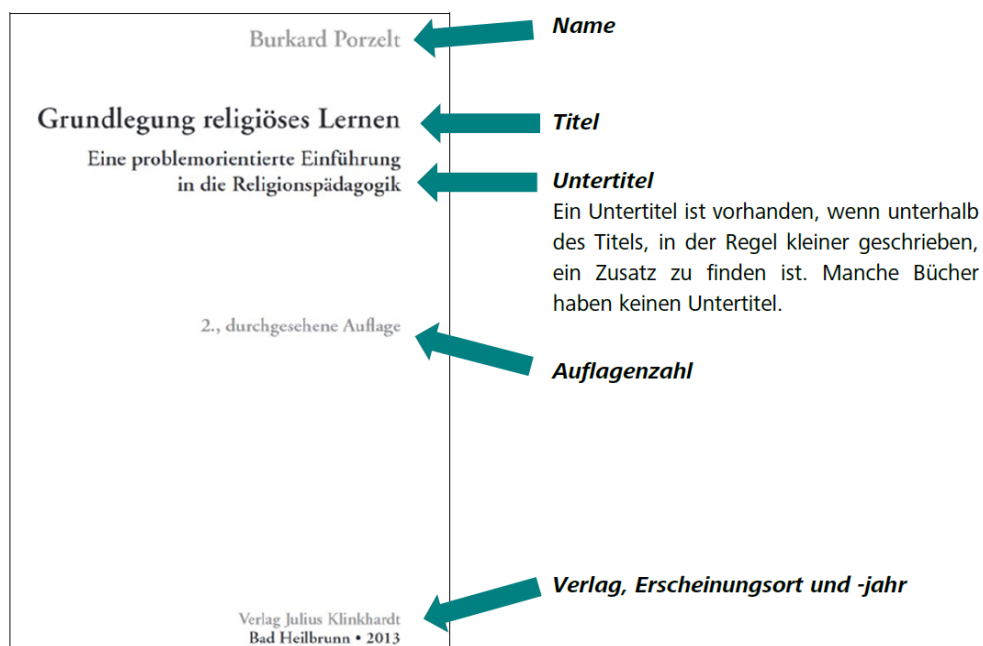 Burkard Porzelt
Name
Grundlegung religiöses Lernen
Titel
Eine problemorientierte Einführung
in die Religionspädagogik
Untertitel
Ein Untertitel ist vorhanden, wenn unterhalb
des Titels, in der Regel kleiner geschrieben,
ein Zusatz zu finden ist. Manche Bücher
haben keinen Untertitel.
2., durchgesehene Auflage
Auflagenzahl
Verlag, Erscheinungsort und -jahr
Verlag Julius Klinkhardt
Bad Heilbrunn • 2013